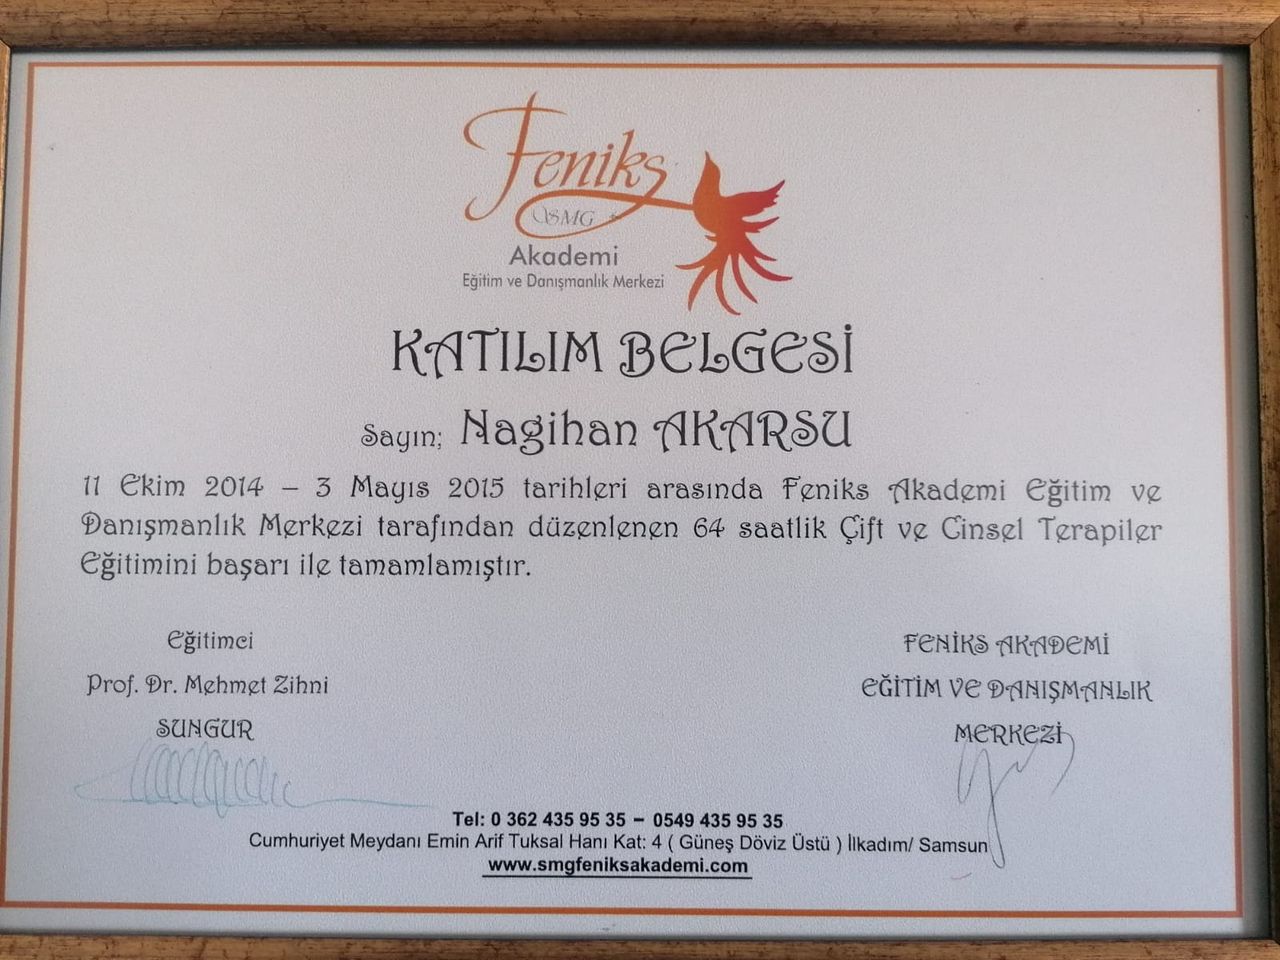 Feniks
SMG
Akademi
Eğitim ve Danışmanlık Merkezi
KATILIM BELGESİ
Sayın; Nagihan AKARSU
11 Ekim 2014 – 3 Mayıs 2015 tarihleri arasında Feniks Akademi Eğitim ve
Danışmanlık Merkezi tarafından düzenlenen 64 saatlik Çift ve Cinsel Terapiler
Eğitimini başarı ile tamamlamıştır.
Eğitimci
Prof. Dr. Mehmet Zihni
SUNGUR
FENİKS AKADEMİ
EĞİTİM VE DANIŞMANLIK
MERKEZİ
Tel: 0 362 435 95 35 – 0549 435 95 35
Cumhuriyet Meydanı Emin Arif Tuksal Hanı Kat: 4 ( Güneş Döviz Üstü ) İlkadım/ Samsun
www.smgfeniksakademi.com